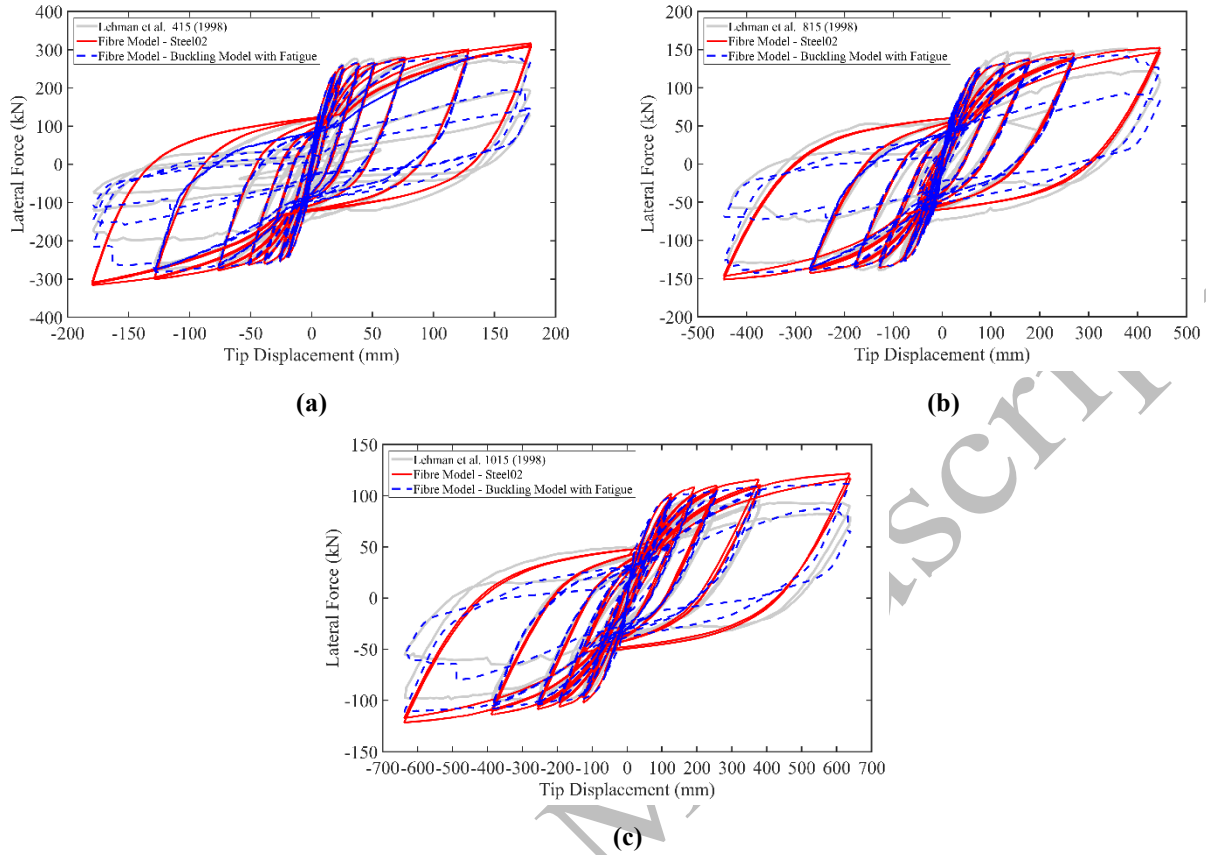 Lehman et al. 415 (1998)
Fibre Model - Steel02
Fibre Model - Buckling Model with Fatigue
400
300
200
100
0
-100
-200
-300
-400
Lateral Force (kN)
-200 -150 -100 -50 0 50 100 150 200
Tip Displacement (mm)
(a)
Lehman et al. 815 (1998)
Fibre Model - Steel02
Fibre Model - Buckling Model with Fatigue
200
150
100
50
0
-50
-100
-150
-200
Lateral Force (kN)
-500 -400 -300 -200 -100 0 100 200 300 400 500
Tip Displacement (mm)
(b)
Lehman et al. 1015 (1998)
Fibre Model - Steel02
Fibre Model - Buckling Model with Fatigue
150
100
50
0
-50
-100
-150
Lateral Force (kN)
-700 -600 -500 -400 -300 -200 -100 0 100 200 300 400 500 600 700
Tip Displacement (mm)
(c)